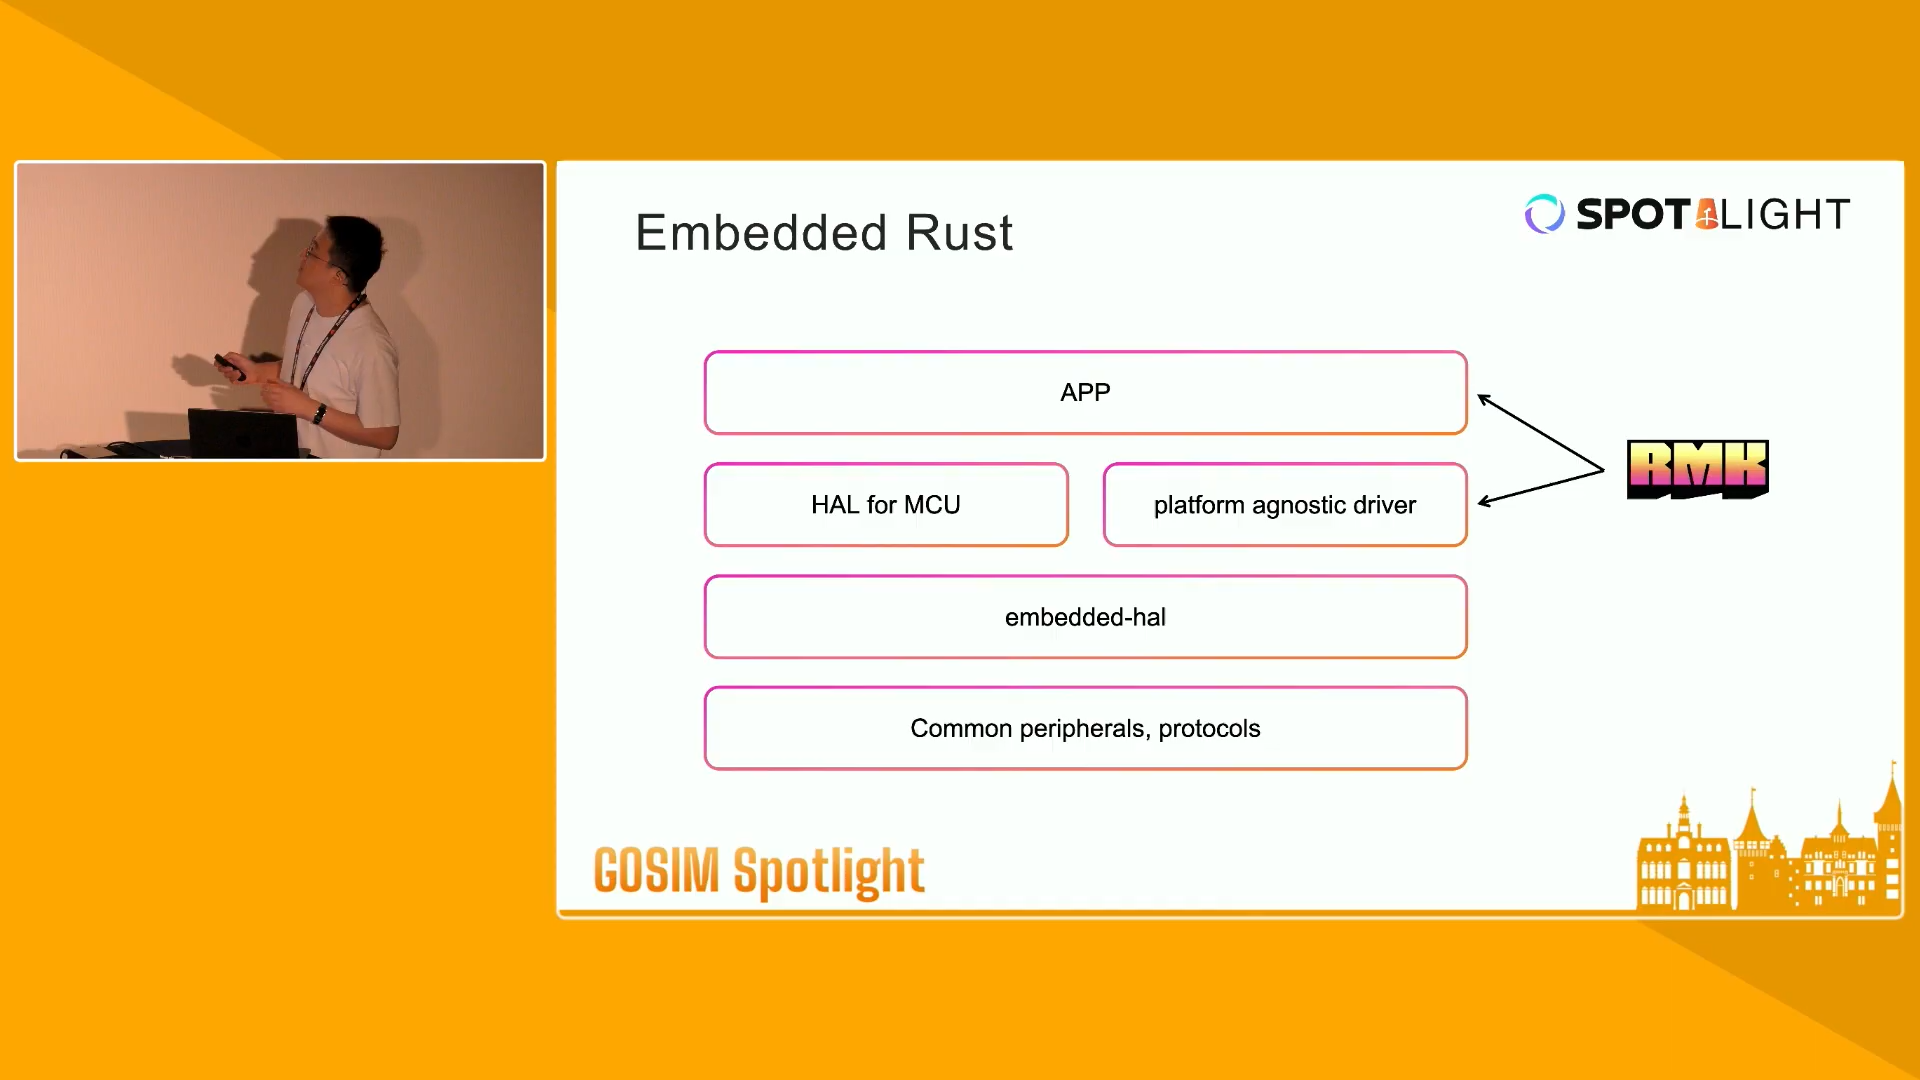 Embedded Rust
SPOTLIGHT
APP
HAL for MCU
platform agnostic driver
RMK
embedded-hal
Common peripherals, protocols
GOSIM Spotlight